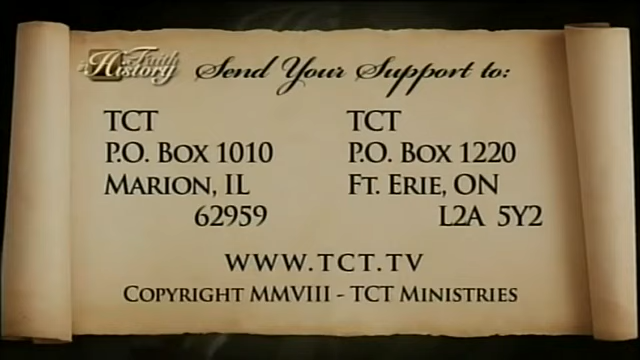 Faith
History
Send Your Support to:
TCT
P.O. Box 1010
Marion, IL
62959
TCT
P.O. Box 1220
Ft. Erie, ON
L2A 5Y2
www.tct.tv
Copyright MMVIII - TCT Ministries